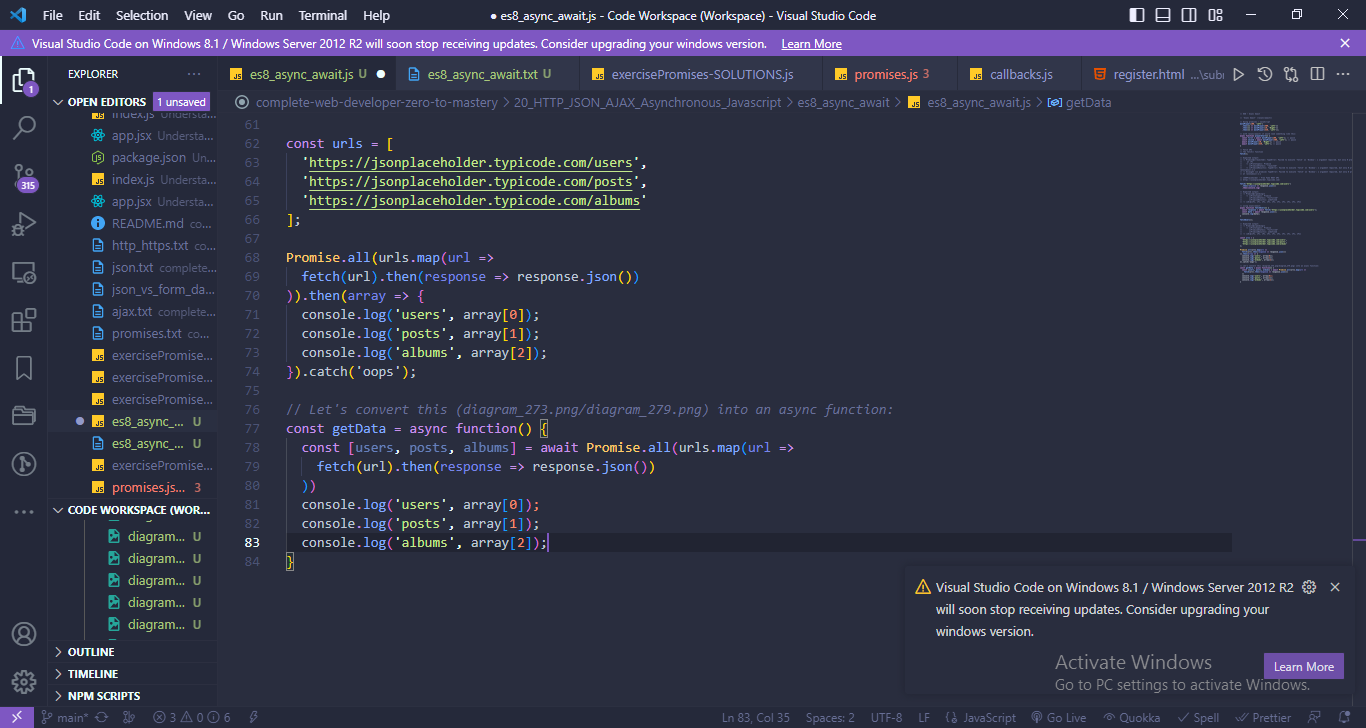 File Edit Selection View Go Run Terminal Help
● es8_async_await.js - Code Workspace (Workspace) - Visual Studio Code
Visual Studio Code on Windows 8.1 / Windows Server 2012 R2 will soon stop receiving updates. Consider upgrading your windows version. Learn More
EXPLORER
es8_async_await.js U ●
es8_async_await.txt U
exercisePromises-SOLUTIONS.js
promises.js 3
callbacks.js
register.html ...\sub
OPEN EDITORS 1 unsaved
complete-web-developer-zero-to-mastery > 20_HTTP_JSON_AJAX_Asynchronous_Javascript > es8_async_await > es8_async_await.js > getData
index.js Understa...
app.jsx Understa...
package.json Un...
index.js Understa...
app.jsx Understa...
README.md co...
http_https.txt co...
json.txt complete...
json_vs_form_da...
ajax.txt complete...
promises.txt co...
exercisePromise...
exercisePromise...
exercisePromise...
es8_async_... U
es8_async_... U
exercisePromise...
promises.js... 3
CODE WORKSPACE (WOR...
diagram... U
diagram... U
diagram... U
diagram... U
diagram... U
OUTLINE
TIMELINE
NPM SCRIPTS
1
315
61
62 const urls = [
63 'https://jsonplaceholder.typicode.com/users',
64 'https://jsonplaceholder.typicode.com/posts',
65 'https://jsonplaceholder.typicode.com/albums'
66 ];
67
68 Promise.all(urls.map(url =>
69 fetch(url).then(response => response.json())
70 )).then(array => {
71 console.log('users', array[0]);
72 console.log('posts', array[1]);
73 console.log('albums', array[2]);
74 }).catch('oops');
75
76 // Let's convert this (diagram_273.png/diagram_279.png) into an async function:
77 const getData = async function() {
78 const [users, posts, albums] = await Promise.all(urls.map(url =>
79 fetch(url).then(response => response.json())
80 ))
81 console.log('users', array[0]);
82 console.log('posts', array[1]);
83 console.log('albums', array[2]);
84 }
Visual Studio Code on Windows 8.1 / Windows Server 2012 R2
will soon stop receiving updates. Consider upgrading your
windows version.
Learn More
Activate Windows
Go to PC settings to activate Windows.
main* 3 0 6
Ln 83, Col 35 Spaces: 2 UTF-8 LF JavaScript Go Live Quokka Spell Prettier